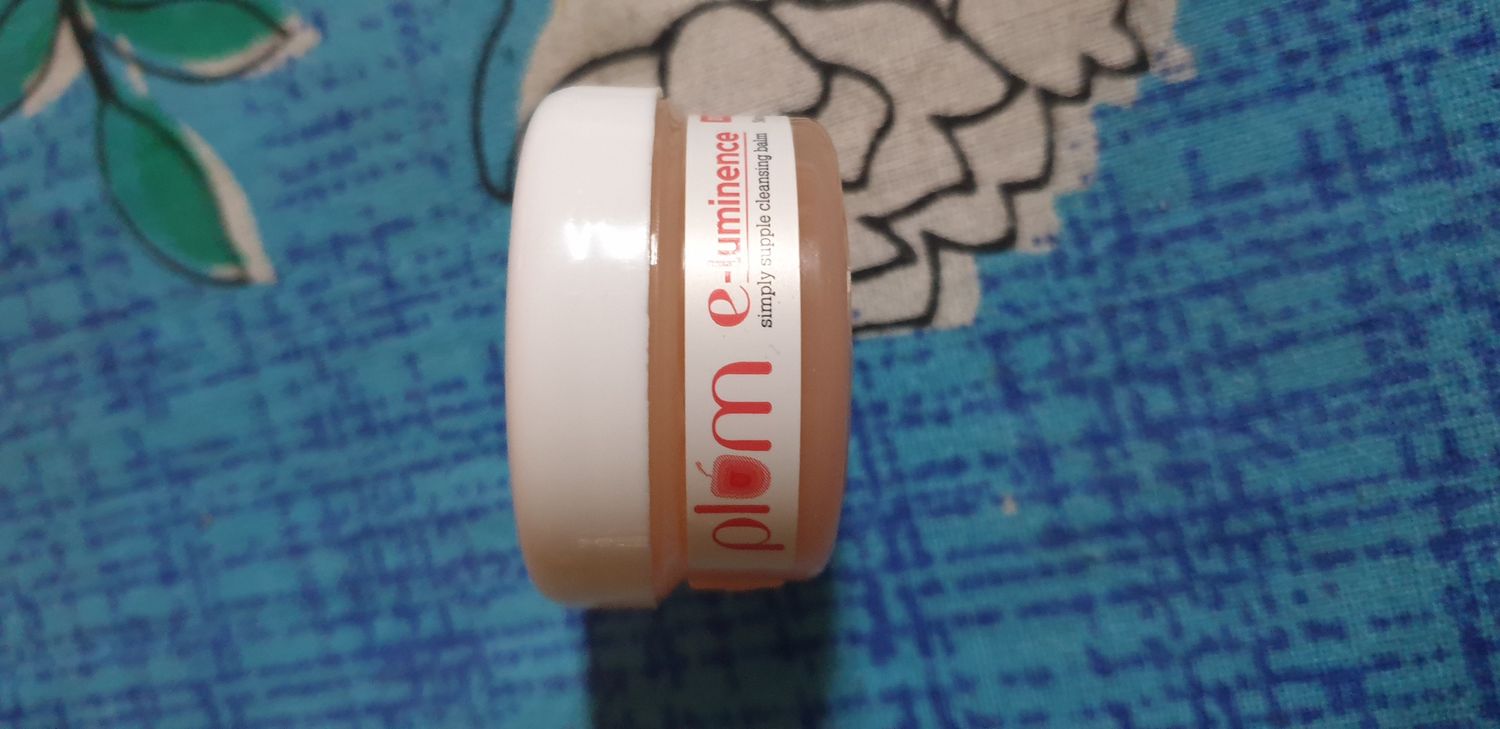 plum
e-luminence
simply supple cleansing balm